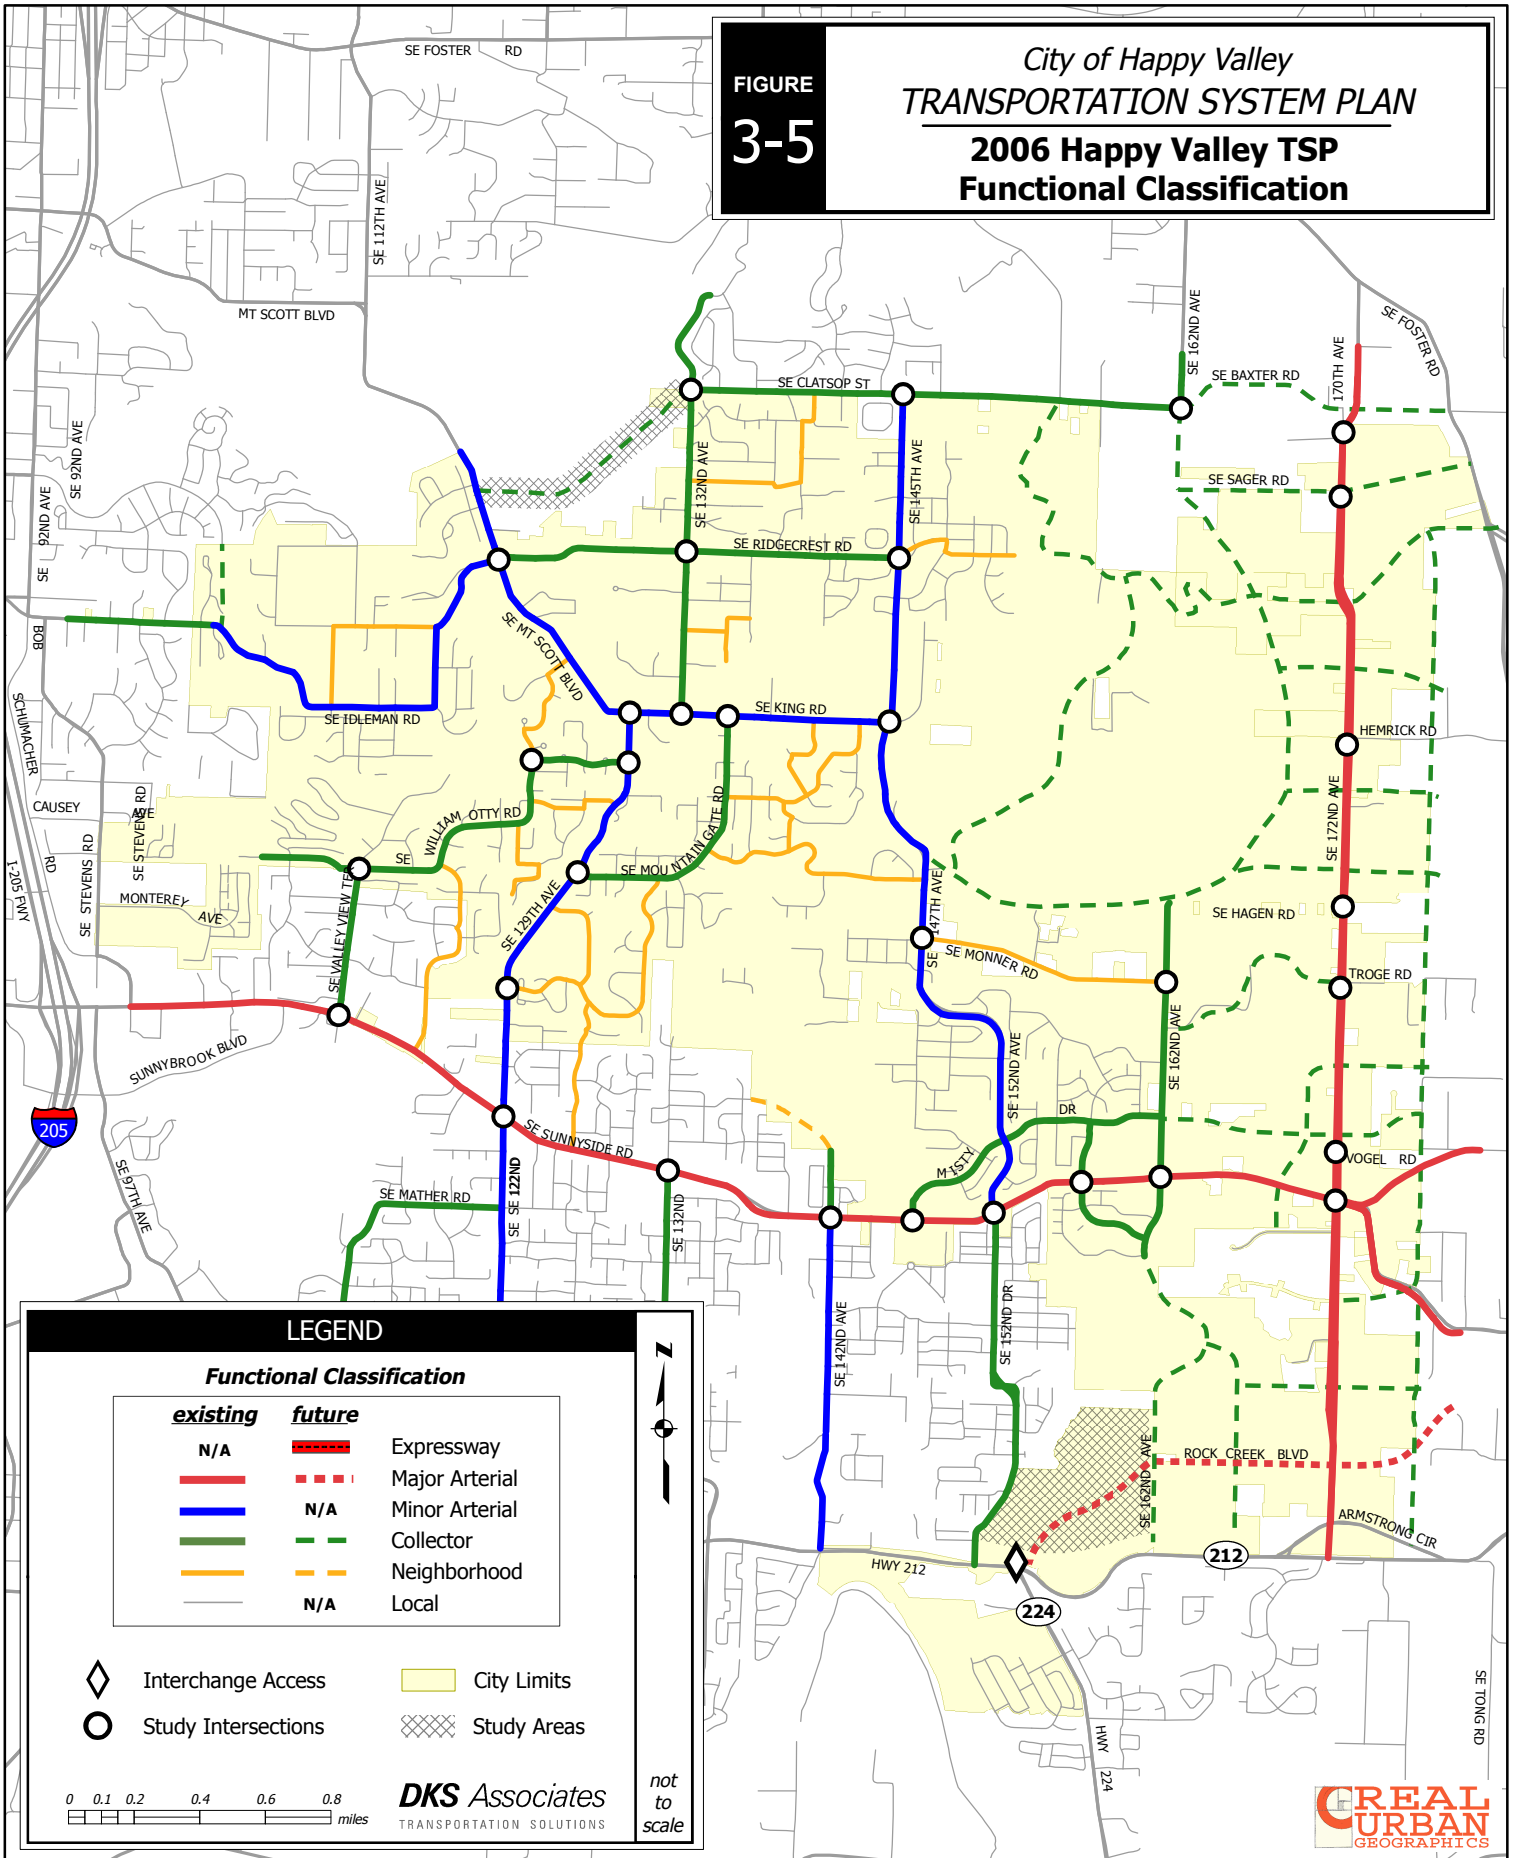 FIGURE
3-5
City of Happy Valley
TRANSPORTATION SYSTEM PLAN
2006 Happy Valley TSP
Functional Classification
SE FOSTER RD
SE 112TH AVE
MT SCOTT BLVD
SE 162ND AVE
SE FOSTER RD
170TH AVE
SE BAXTER RD
SE CLATSOP ST
SE 92ND AVE
SE 92ND AVE
SE 132ND AVE
SE 145TH AVE
SE SAGER RD
SE RIDGECREST RD
BOB
SCHUMACHER
RD
SE MT SCOTT BLVD
SE IDLEMAN RD
SE KING RD
HEMRICK RD
CAUSEY
AVE
SE STEVENS RD
SE STEVENS RD
SE WILLIAM OTTY RD
SE MOUNTAIN GATE RD
SE 172ND AVE
I-205 FWY
MONTEREY AVE
SE VALLEY VIEW TER
SE 129TH AVE
SE 147TH AVE
SE HAGEN RD
SE MONNER RD
TROGE RD
SUNNYBROOK BLVD
SE 152ND AVE
SE 162ND AVE
205
SE 97TH AVE
SE SUNNYSIDE RD
MISTY DR
VOGEL RD
SE MATHER RD
SE SE 122ND
SE 132ND
SE 142ND AVE
SE 152ND DR
SE 162ND AVE
ROCK CREEK BLVD
ARMSTRONG CIR
HWY 212
212
224
HWY 224
SE TONG RD
LEGEND
Functional Classification
existing future
N/A Expressway
Major Arterial
N/A Minor Arterial
Collector
Neighborhood
N/A Local
Interchange Access
City Limits
Study Intersections
Study Areas
0 0.1 0.2 0.4 0.6 0.8
miles
DKS Associates
TRANSPORTATION SOLUTIONS
Z
not
to
scale
REAL
URBAN
GEOGRAPHICS